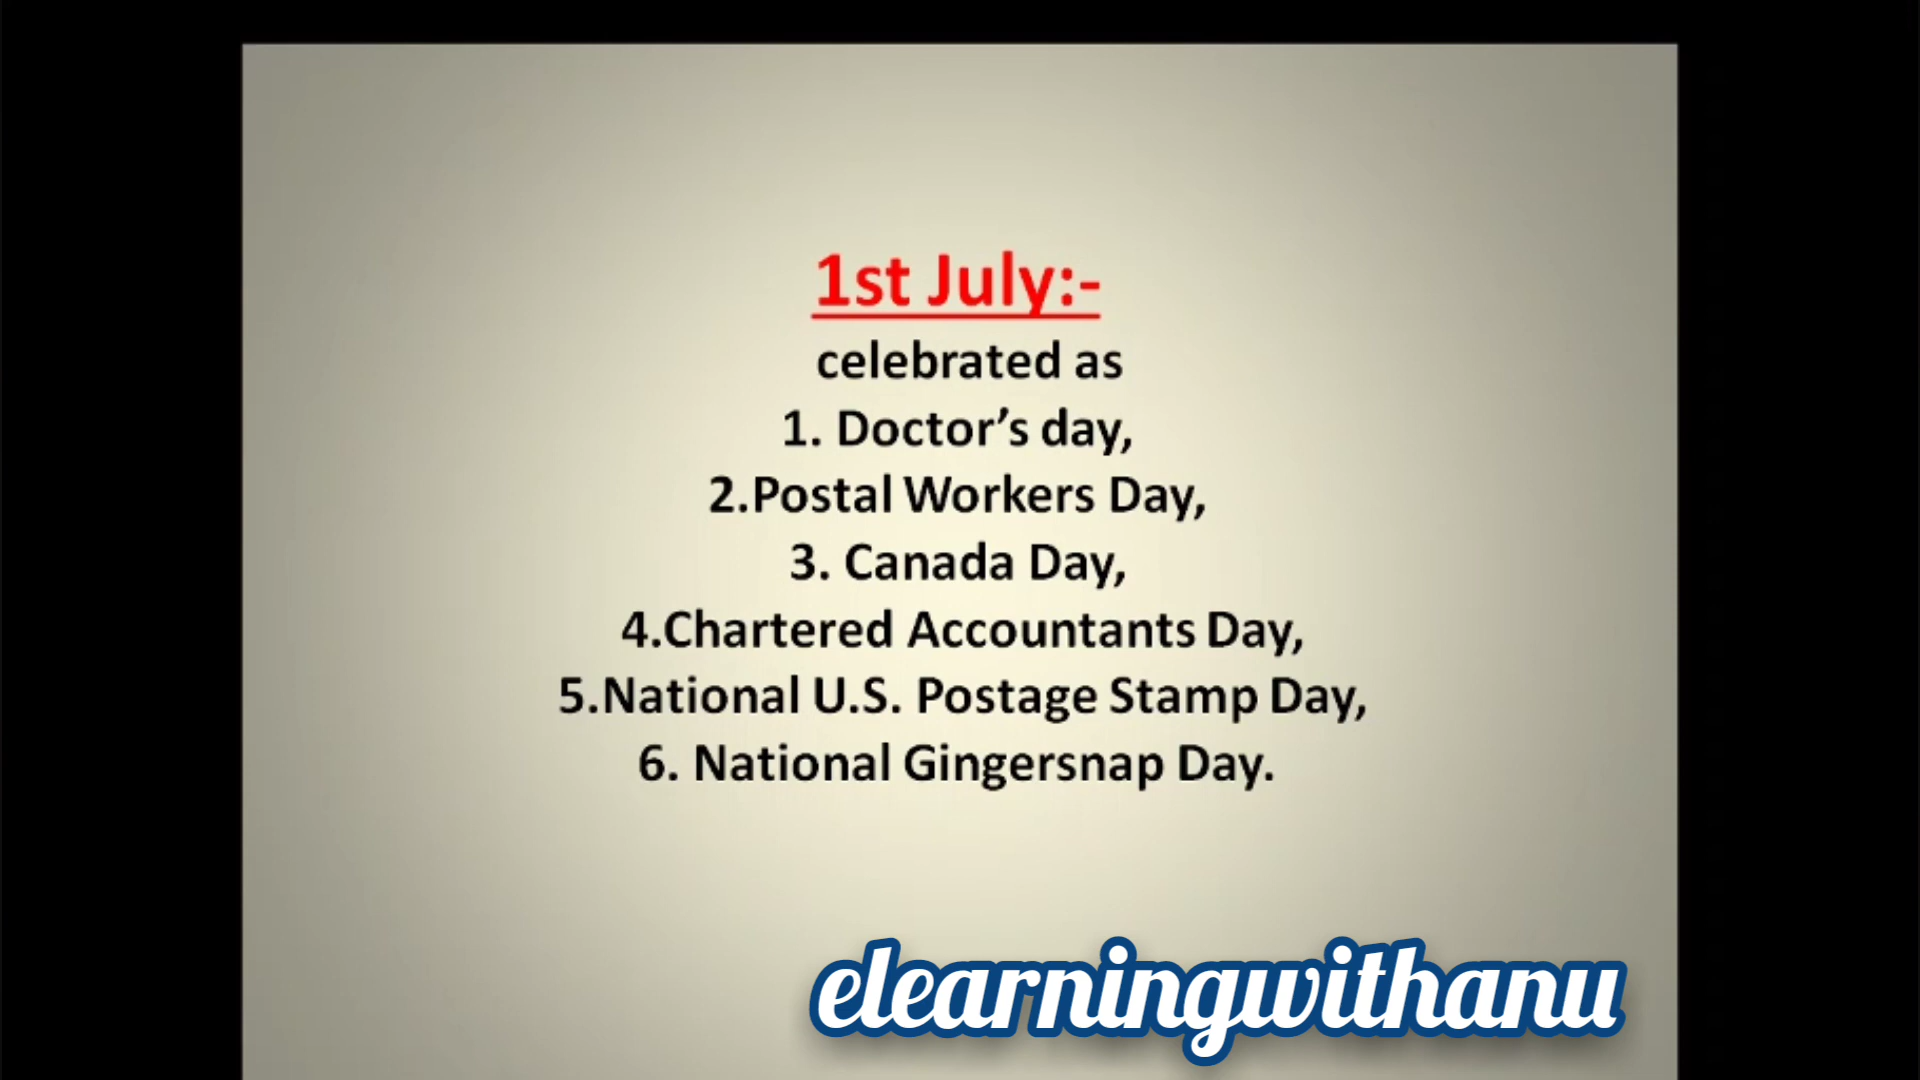 1st July:-
celebrated as
1. Doctor’s day,
2.Postal Workers Day,
3. Canada Day,
4.Chartered Accountants Day,
5.National U.S. Postage Stamp Day,
6. National Gingersnap Day.
elearningwithanu